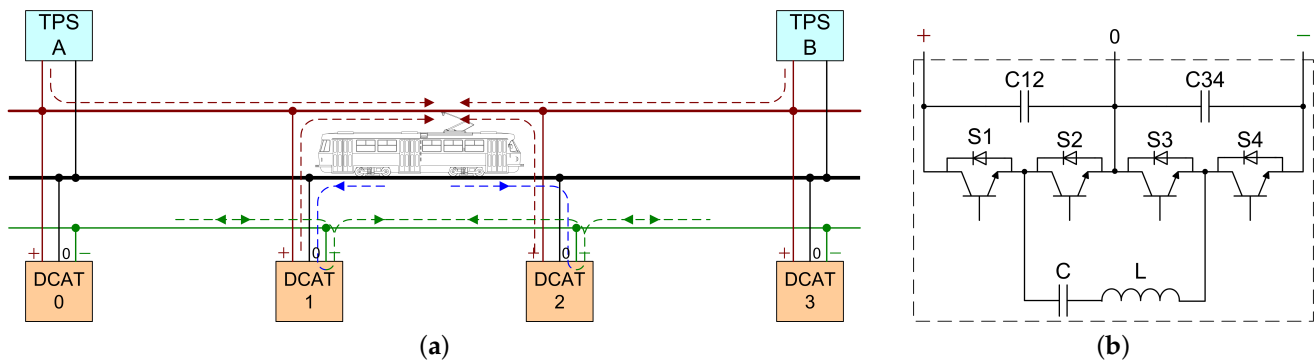 TPS
A
TPS
B
+ 0 −
+ 0 −
+ 0 −
+ 0 −
DCAT
0
DCAT
1
DCAT
2
DCAT
3
(a)
+ 0 −
C12 C34
S1 S2 S3 S4
C L
(b)